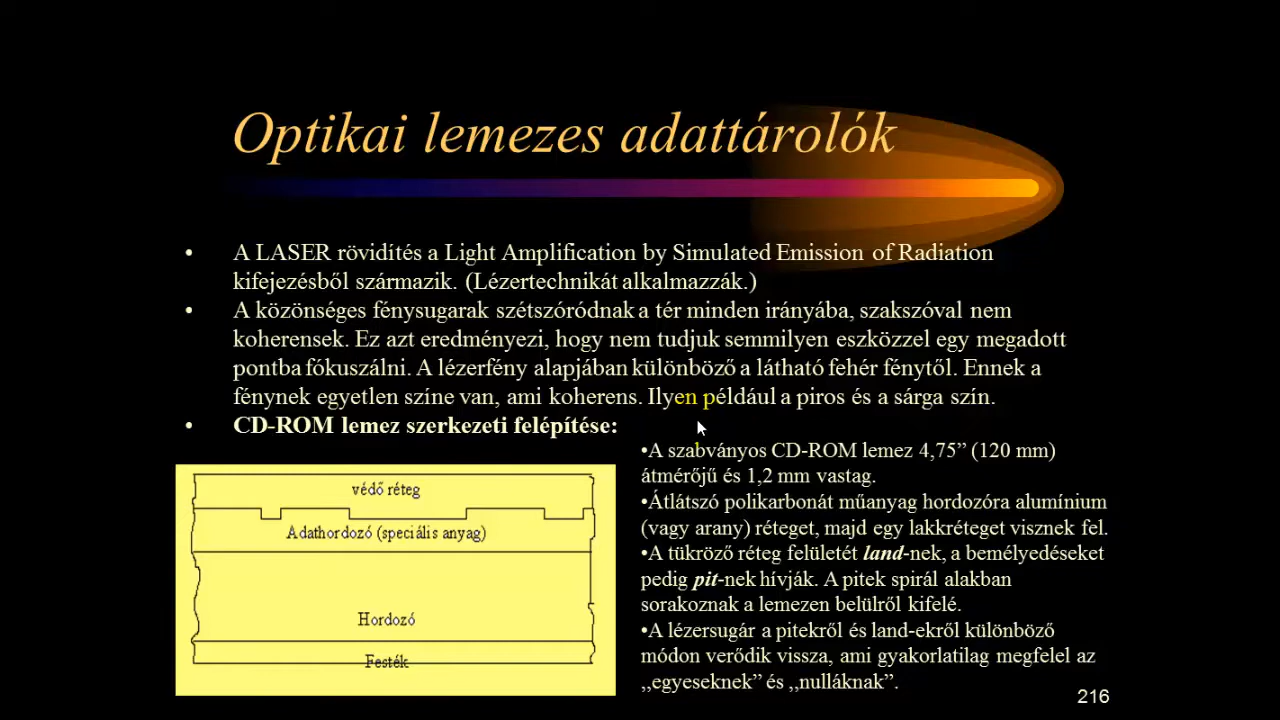 Optikai lemezes adattárolók
• A LASER rövidítés a Light Amplification by Simulated Emission of Radiation
kifejezésből származik. (Lézertechnikát alkalmazzák.)
• A közönséges fénysugarak szétszóródnak a tér minden irányába, szakszóval nem
koherensek. Ez azt eredményezi, hogy nem tudjuk semmilyen eszközzel egy megadott
pontba fókuszálni. A lézerfény alapjában különböző a látható fehér fénytől. Ennek a
fénynek egyetlen színe van, ami koherens. Ilyen például a piros és a sárga szín.
• CD-ROM lemez szerkezeti felépítése:
védő réteg
Adathordozó (speciális anyag)
Hordozó
Festék
•A szabványos CD-ROM lemez 4,75” (120 mm)
átmérőjű és 1,2 mm vastag.
•Átlátszó polikarbonát műanyag hordozóra alumínium
(vagy arany) réteget, majd egy lakkréteget visznek fel.
•A tükröző réteg felületét land-nek, a bemélyedéseket
pedig pit-nek hívják. A pitek spirál alakban
sorakoznak a lemezen belülről kifelé.
•A lézersugár a pitekről és land-ekről különböző
módon verődik vissza, ami gyakorlatilag megfelel az
,,egyeseknek” és ,,nulláknak”.
216